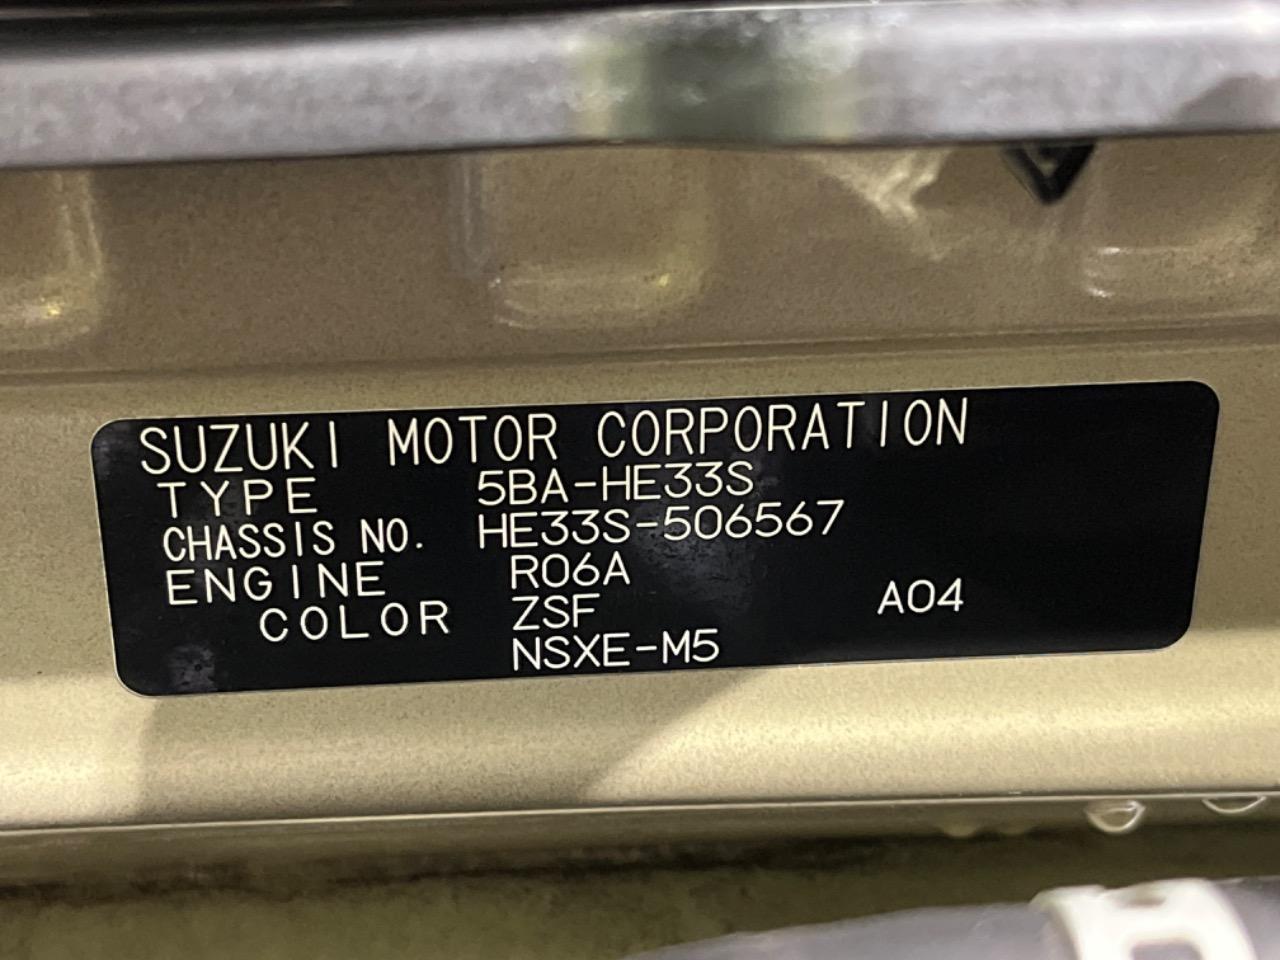 SUZUKI MOTOR CORPORATION
TYPE 5BA-HE33S
CHASSIS NO. HE33S-506567
ENGINE R06A
COLOR ZSF A04
NSXE-M5